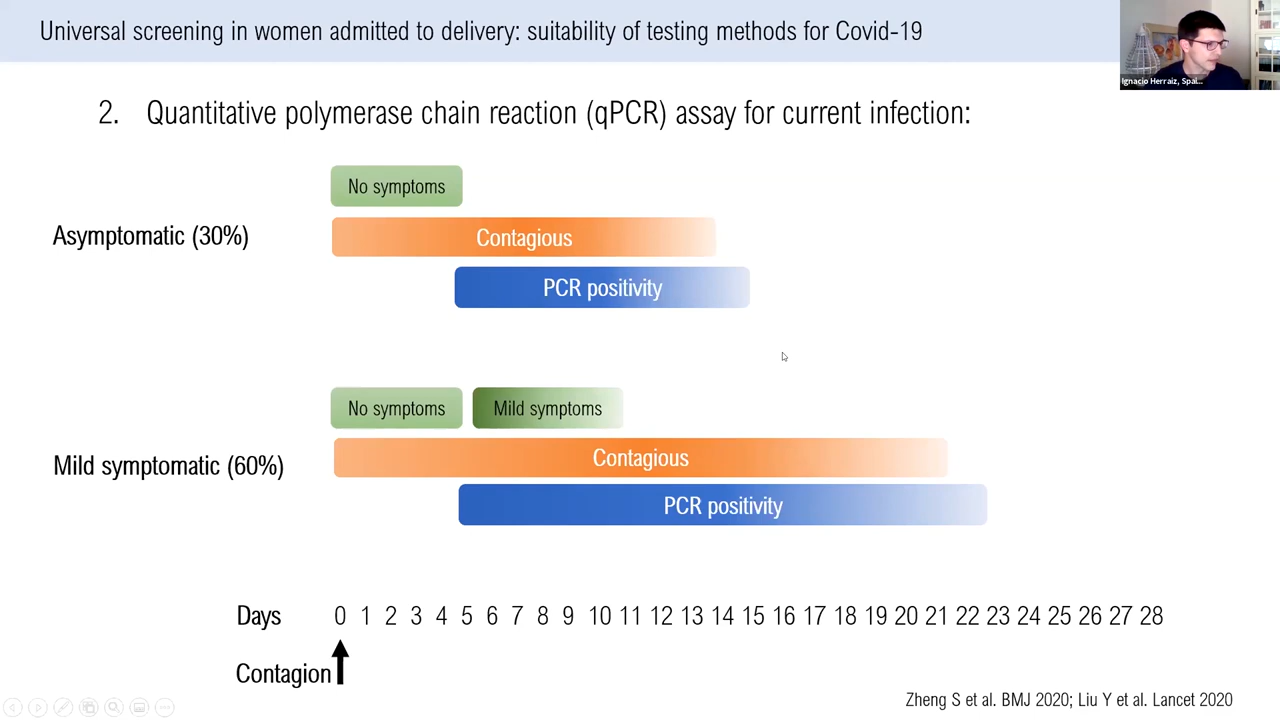 Universal screening in women admitted to delivery: suitability of testing methods for Covid-19
Ignacio Herraiz, Spai...
2. Quantitative polymerase chain reaction (qPCR) assay for current infection:
No symptoms
Asymptomatic (30%)
Contagious
PCR positivity
No symptoms Mild symptoms
Mild symptomatic (60%)
Contagious
PCR positivity
Days 0 1 2 3 4 5 6 7 8 9 10 11 12 13 14 15 16 17 18 19 20 21 22 23 24 25 26 27 28
Contagion
Zheng S et al. BMJ 2020; Liu Y et al. Lancet 2020